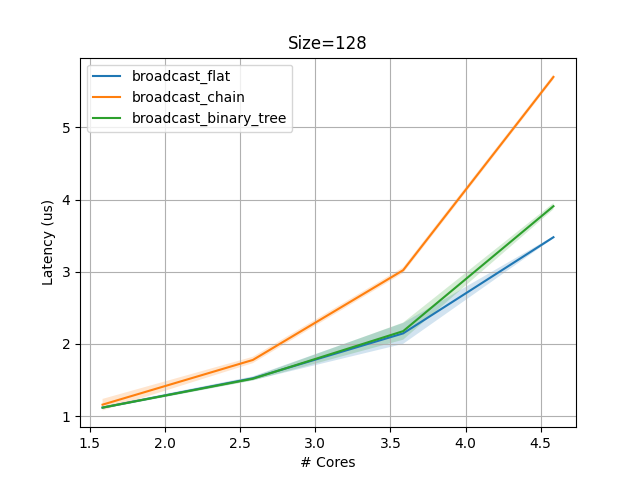 Size=128
broadcast_flat
broadcast_chain
broadcast_binary_tree
Latency (us)
5
4
3
2
1
1.5 2.0 2.5 3.0 3.5 4.0 4.5
# Cores